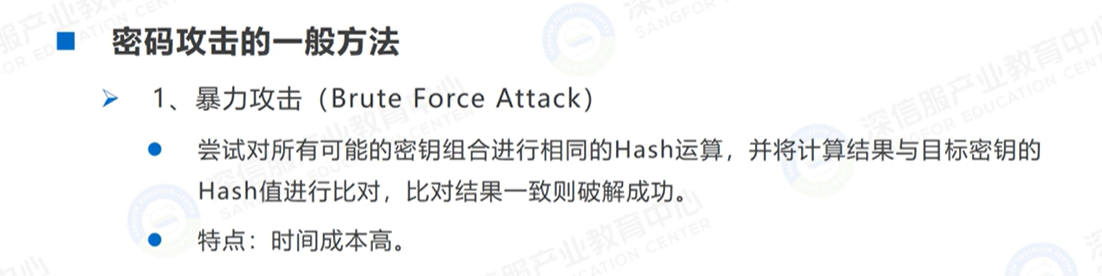 密码攻击的一般方法
1、暴力攻击（Brute Force Attack）
尝试对所有可能的密钥组合进行相同的Hash运算，并将计算结果与目标密钥的
Hash值进行比对，比对结果一致则破解成功。
特点：时间成本高。
深信服产业教育中心
SANGFOR EDUCATION CENTER